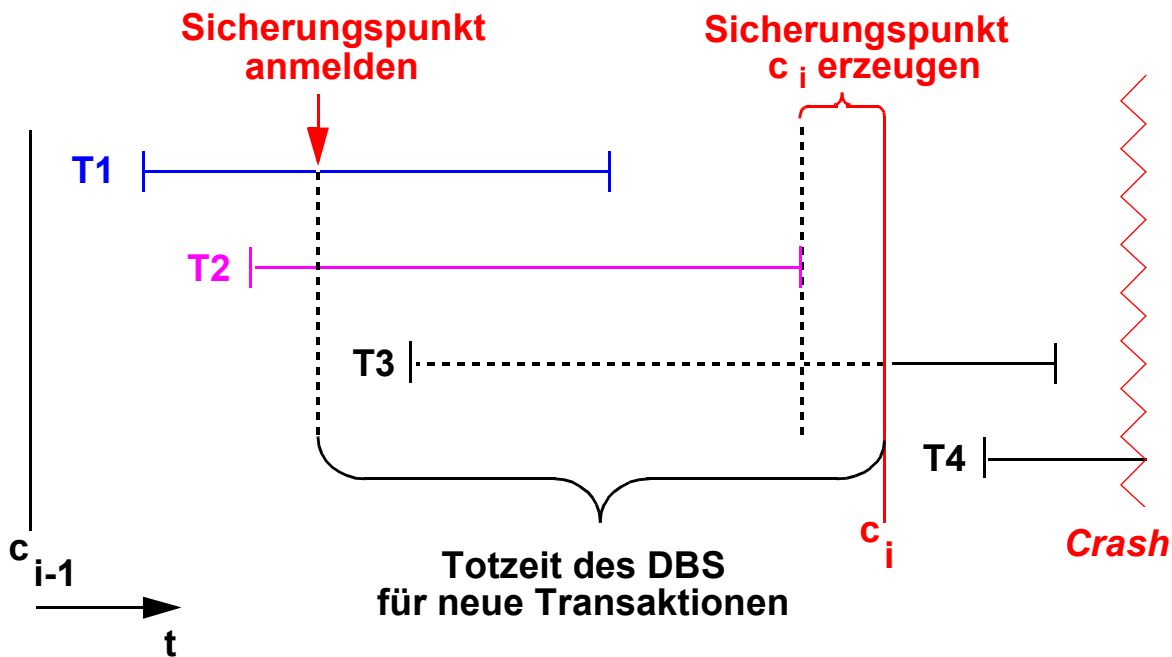 Sicherungspunkt
anmelden
Sicherungspunkt
c i erzeugen
T1
T2
T3
T4
c i-1
t
Totzeit des DBS
für neue Transaktionen
c i
Crash